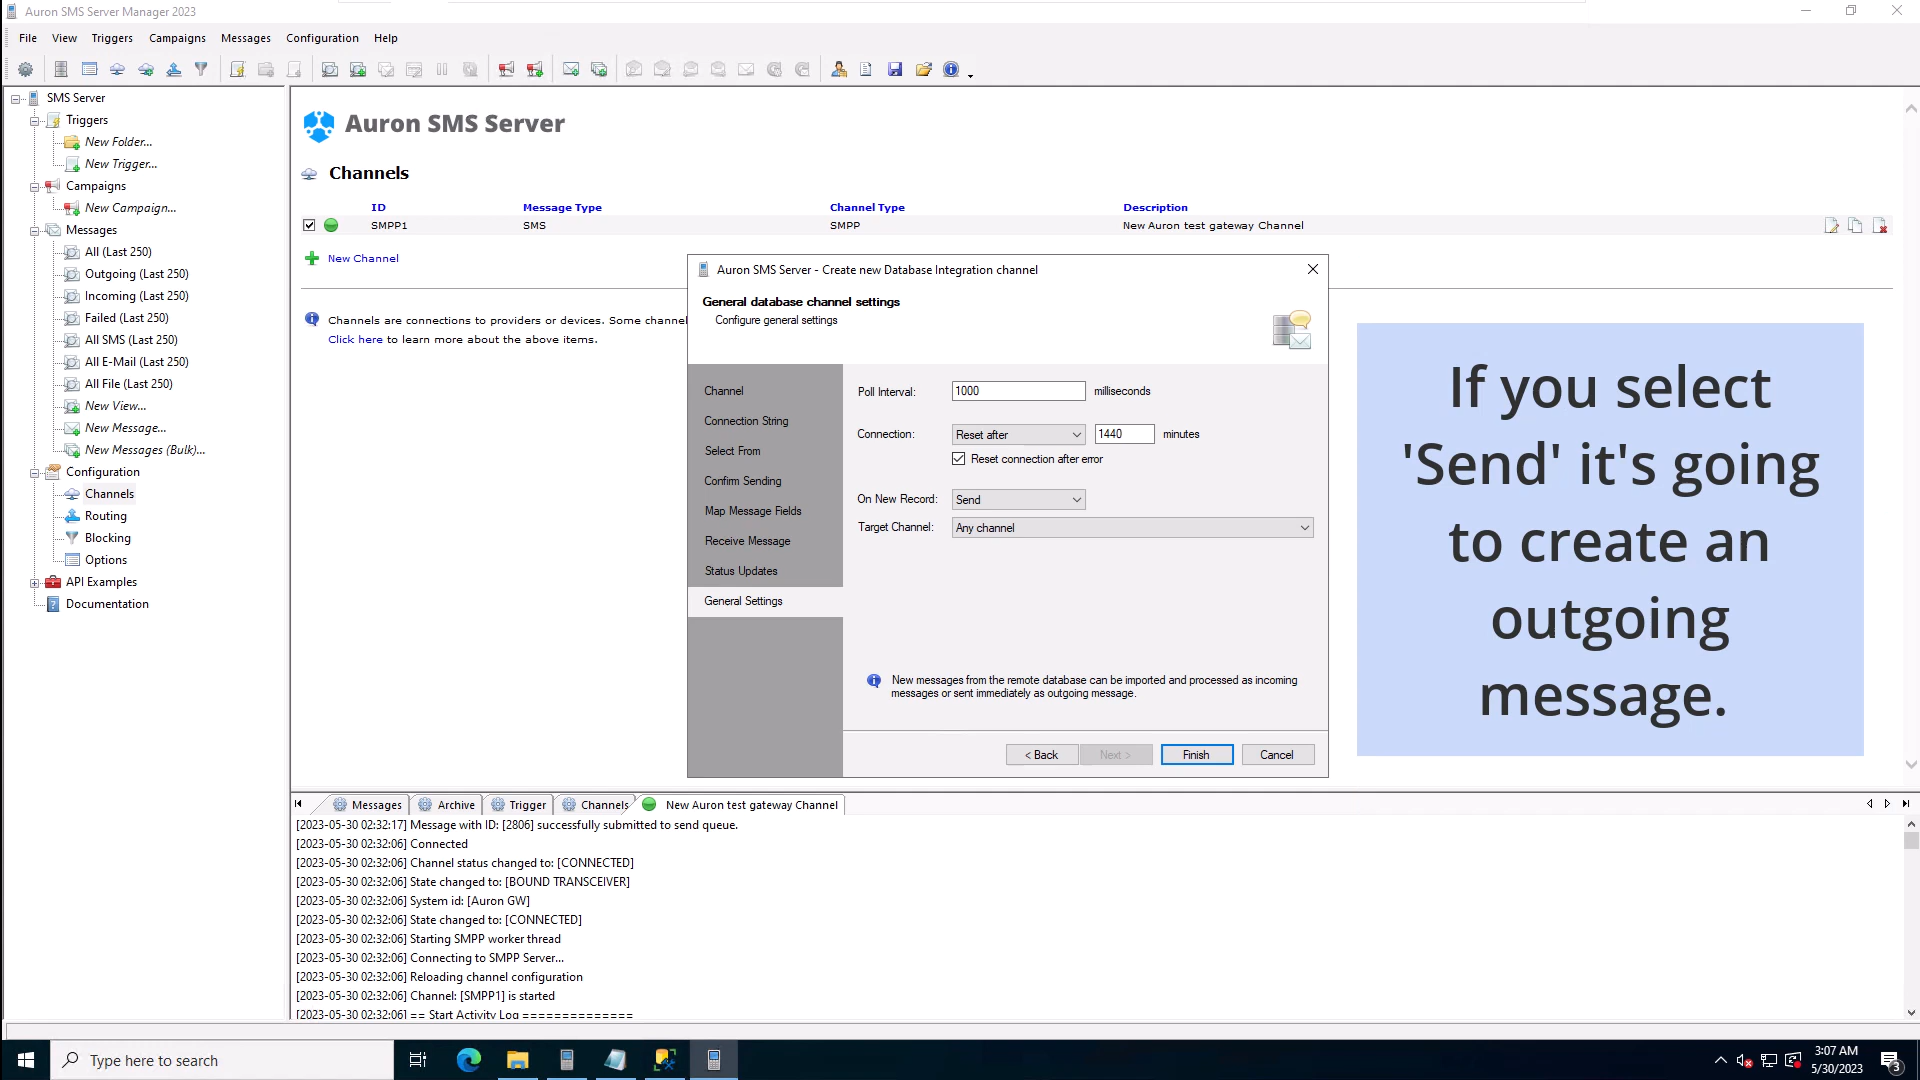 Auron SMS Server Manager 2023
File View Triggers Campaigns Messages Configuration Help
SMS Server
Triggers
New Folder...
New Trigger...
Campaigns
New Campaign...
Messages
All (Last 250)
Outgoing (Last 250)
Incoming (Last 250)
Failed (Last 250)
All SMS (Last 250)
All E-Mail (Last 250)
All File (Last 250)
New View...
New Message...
New Messages (Bulk)...
Configuration
Channels
Routing
Blocking
Options
API Examples
Documentation
Auron SMS Server
Channels
ID Message Type Channel Type Description
SMPP1 SMS SMPP New Auron test gateway Channel
New Channel
Channels are connections to providers or devices. Some channel
Click here to learn more about the above items.
Auron SMS Server - Create new Database Integration channel
General database channel settings
Configure general settings
Channel
Connection String
Select From
Confirm Sending
Map Message Fields
Receive Message
Status Updates
General Settings
Poll Interval: 1000 milliseconds
Connection: Reset after 1440 minutes
Reset connection after error
On New Record: Send
Target Channel: Any channel
New messages from the remote database can be imported and processed as incoming
messages or sent immediately as outgoing message.
< Back Next > Finish Cancel
If you select
'Send' it's going
to create an
outgoing
message.
Messages Archive Trigger Channels New Auron test gateway Channel
[2023-05-30 02:32:17] Message with ID: [2806] successfully submitted to send queue.
[2023-05-30 02:32:06] Connected
[2023-05-30 02:32:06] Channel status changed to: [CONNECTED]
[2023-05-30 02:32:06] State changed to: [BOUND TRANSCEIVER]
[2023-05-30 02:32:06] System id: [Auron GW]
[2023-05-30 02:32:06] State changed to: [CONNECTED]
[2023-05-30 02:32:06] Starting SMPP worker thread
[2023-05-30 02:32:06] Connecting to SMPP Server...
[2023-05-30 02:32:06] Reloading channel configuration
[2023-05-30 02:32:06] Channel: [SMPP1] is started
[2023-05-30 02:32:06] == Start Activity Log ==============
Type here to search
3:07 AM
5/30/2023
3